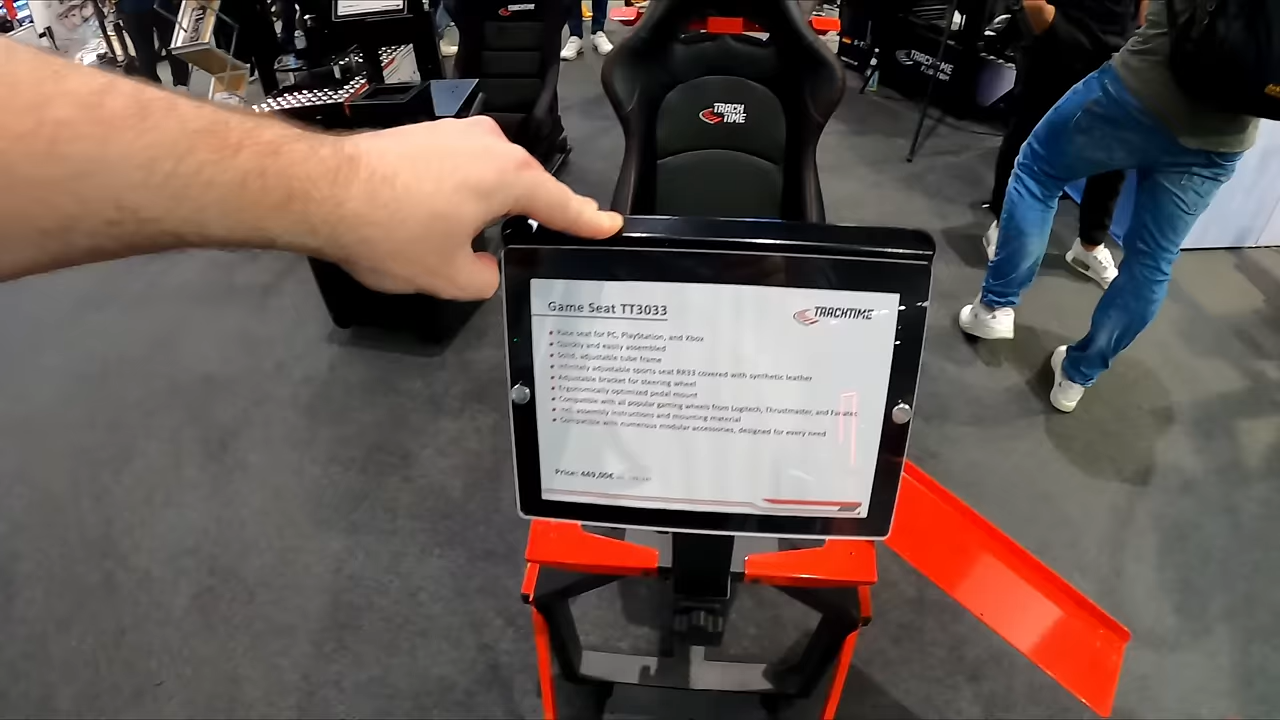 TRACKTIME
TRACKTIME
TRACK
TIME
Game Seat TT3033
TRACKTIME
Race seat for PC, PlayStation, and Xbox
Quickly and easily assembled
Solid, adjustable tube frame
Infinitely adjustable sports seat RR33 covered with synthetic leather
Adjustable bracket for steering wheel
Ergonomically optimized pedal mount
Compatible with all popular gaming wheels from Logitech, Thrustmaster, and Fanatec
incl. assembly instructions and mounting material
Compatible with numerous modular accessories, designed for every need
Price: 449,00€